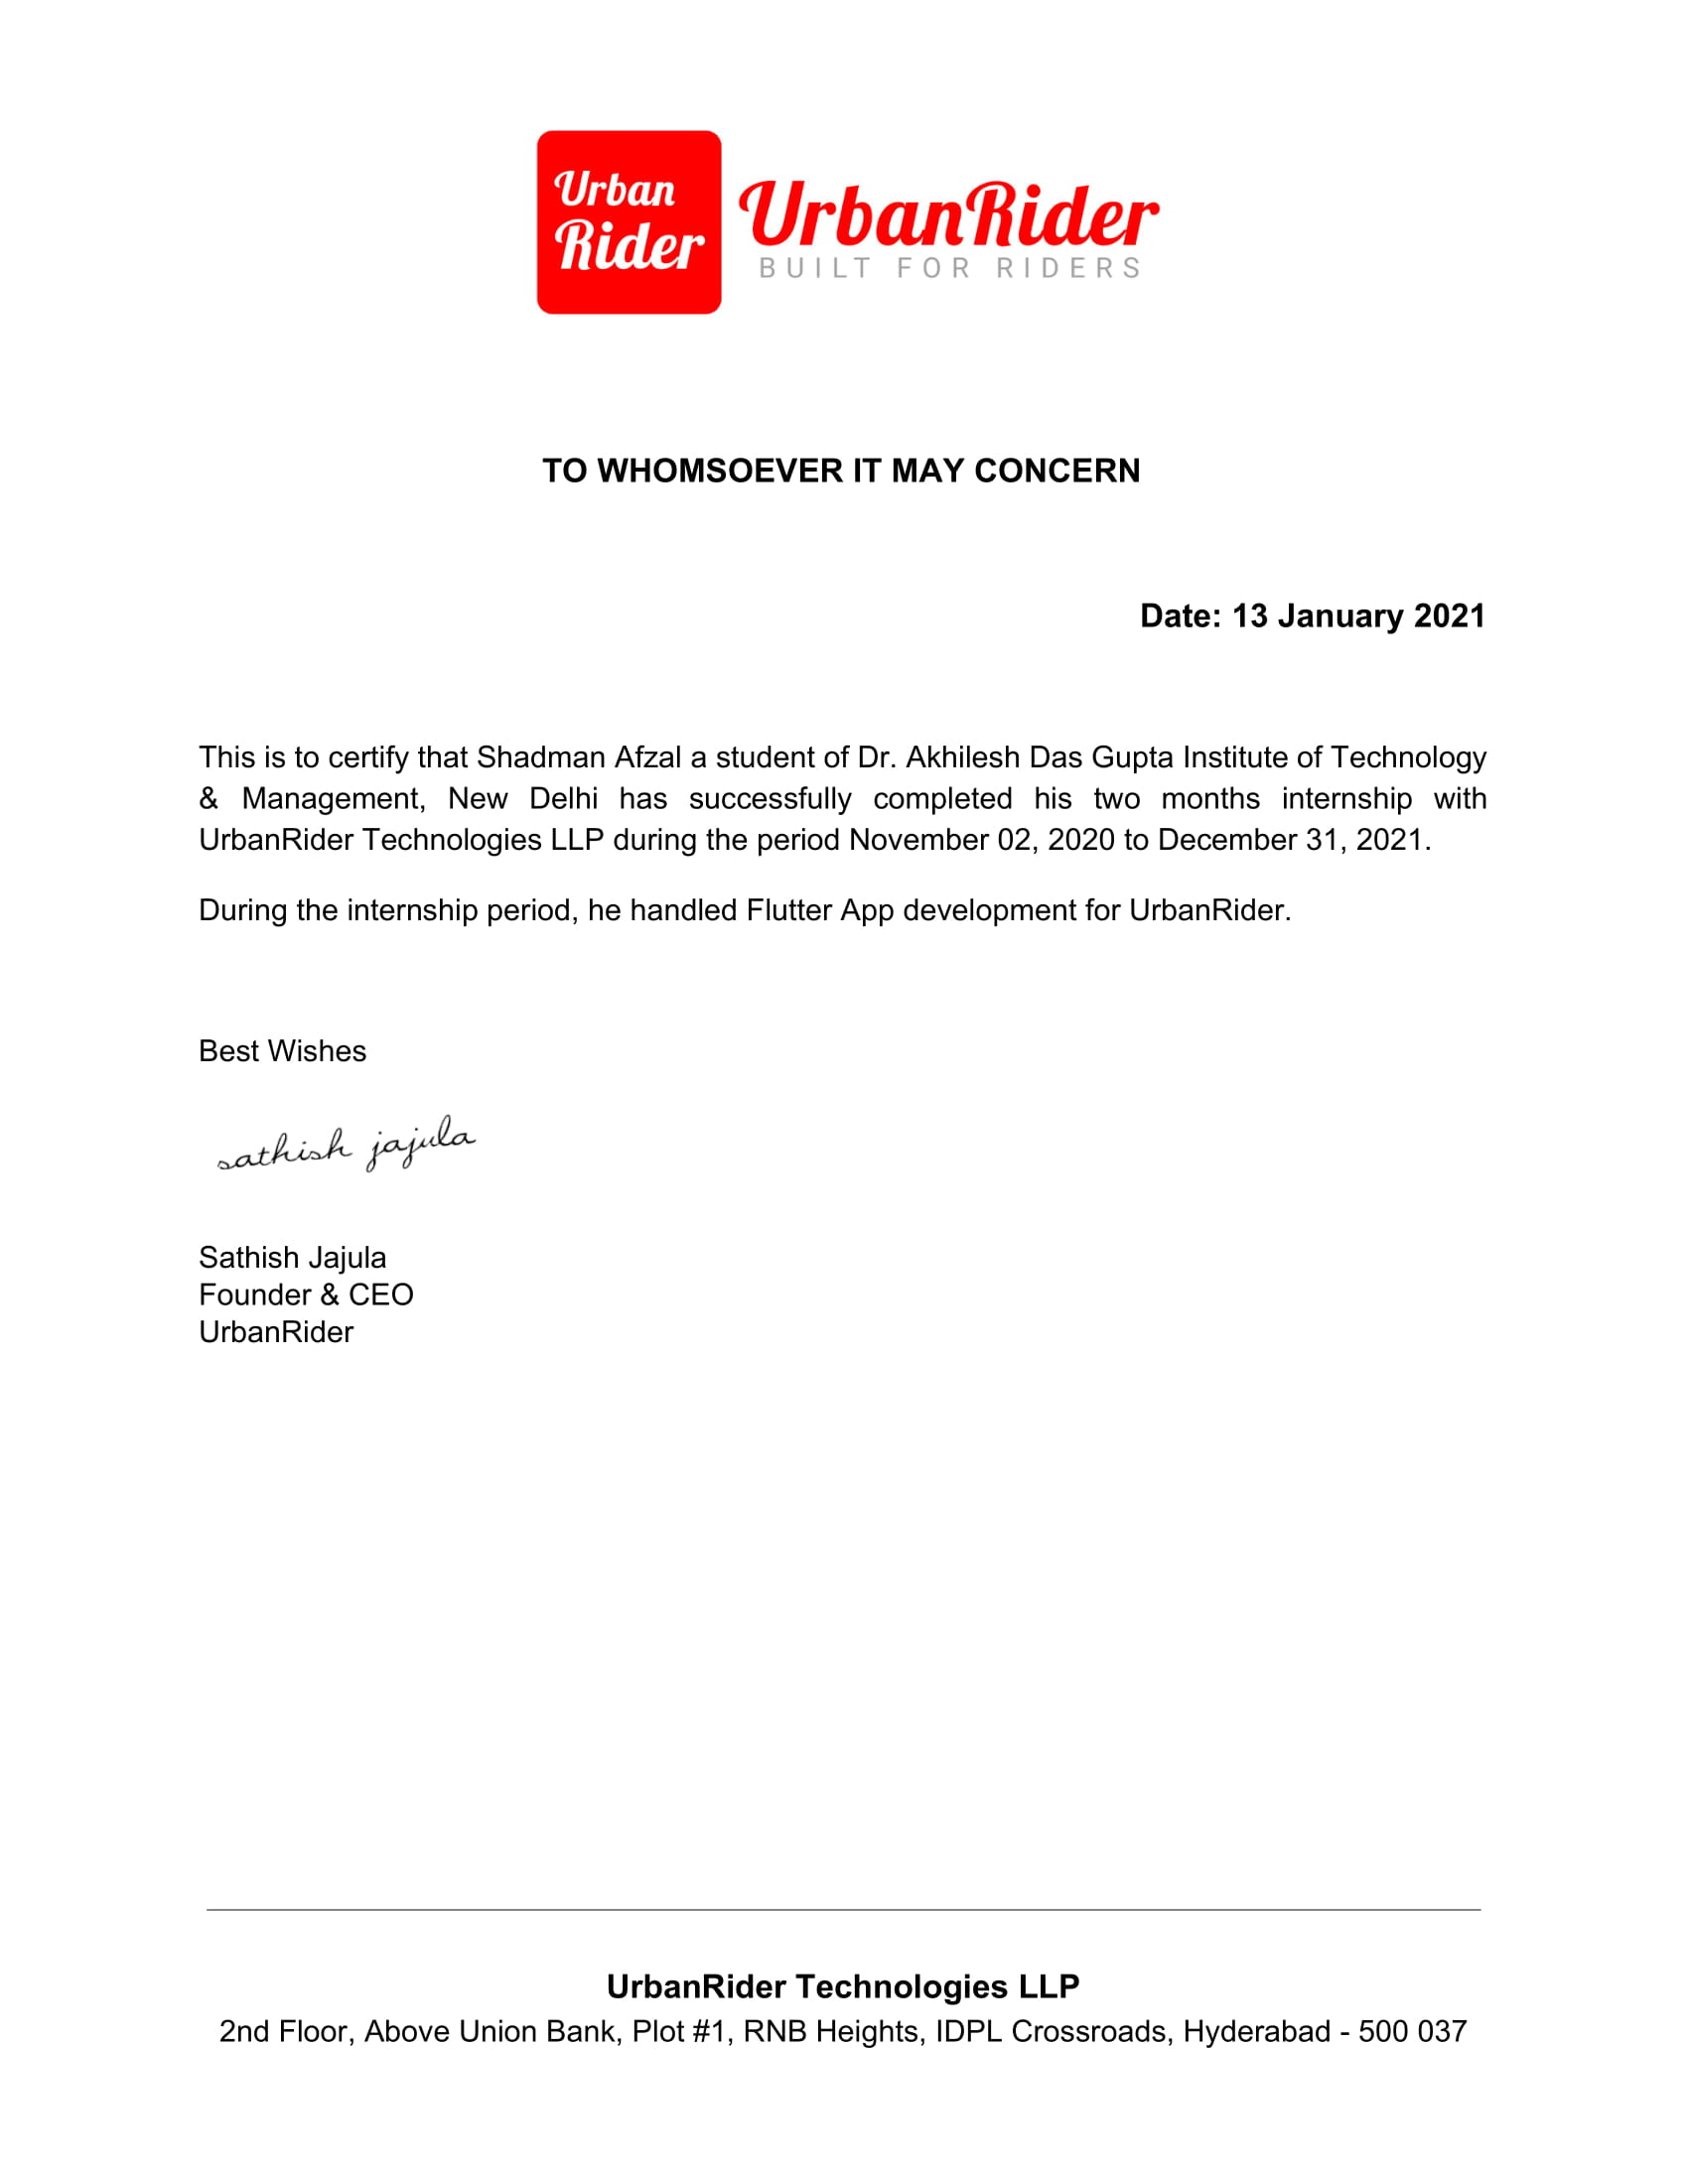 Urban
Rider
UrbanRider
BUILT FOR RIDERS
TO WHOMSOEVER IT MAY CONCERN
Date: 13 January 2021
This is to certify that Shadman Afzal a student of Dr. Akhilesh Das Gupta Institute of Technology
& Management, New Delhi has successfully completed his two months internship with
UrbanRider Technologies LLP during the period November 02, 2020 to December 31, 2021.
During the internship period, he handled Flutter App development for UrbanRider.
Best Wishes
sathish jajula
Sathish Jajula
Founder & CEO
UrbanRider
UrbanRider Technologies LLP
2nd Floor, Above Union Bank, Plot #1, RNB Heights, IDPL Crossroads, Hyderabad - 500 037